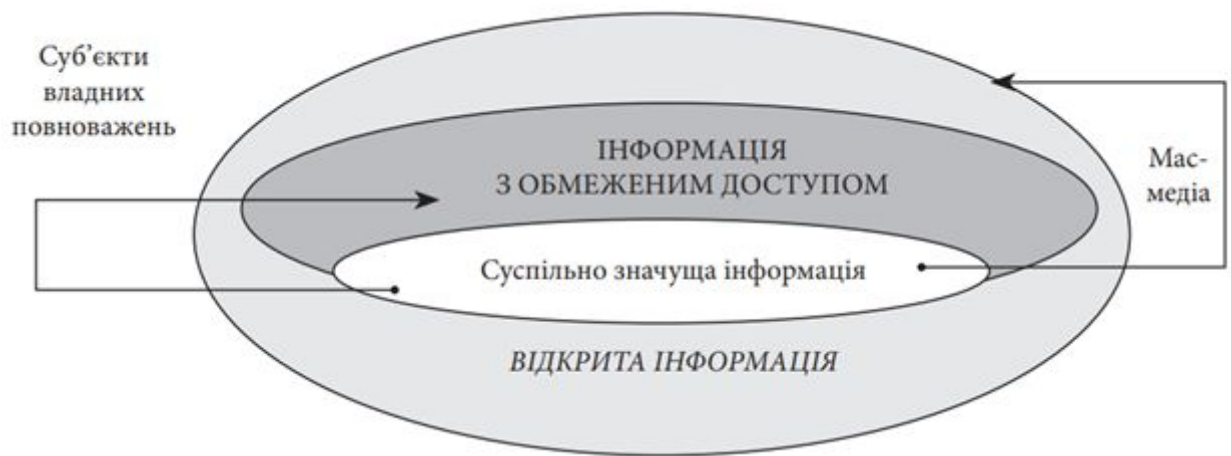 Суб’єкти
владних
повноважень
ІНФОРМАЦІЯ
З ОБМЕЖЕНИМ ДОСТУПОМ
Мас-
медіа
Суспільно значуща інформація
ВІДКРИТА ІНФОРМАЦІЯ